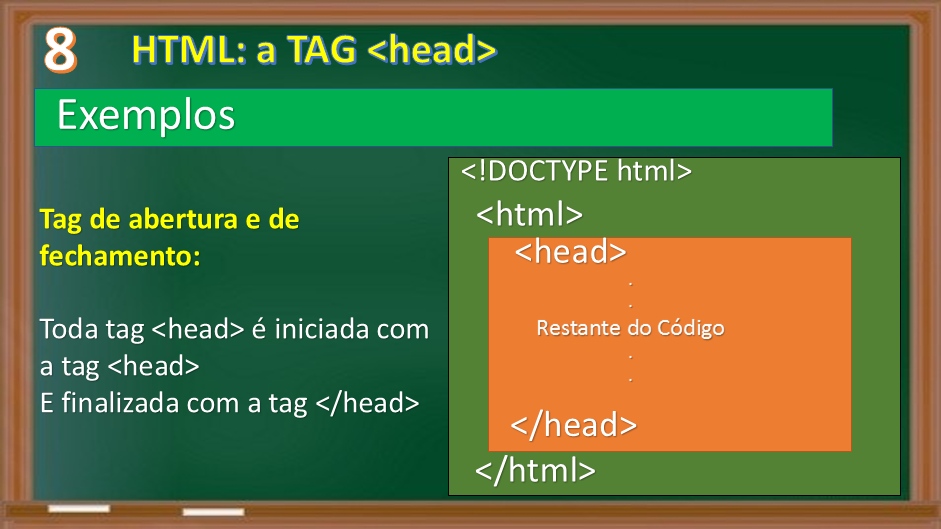 8
HTML: a TAG <head>
Exemplos
Tag de abertura e de
fechamento:
Toda tag <head> é iniciada com
a tag <head>
E finalizada com a tag </head>
<!DOCTYPE html>
<html>
<head>
.
.
Restante do Código
.
.
</head>
</html>